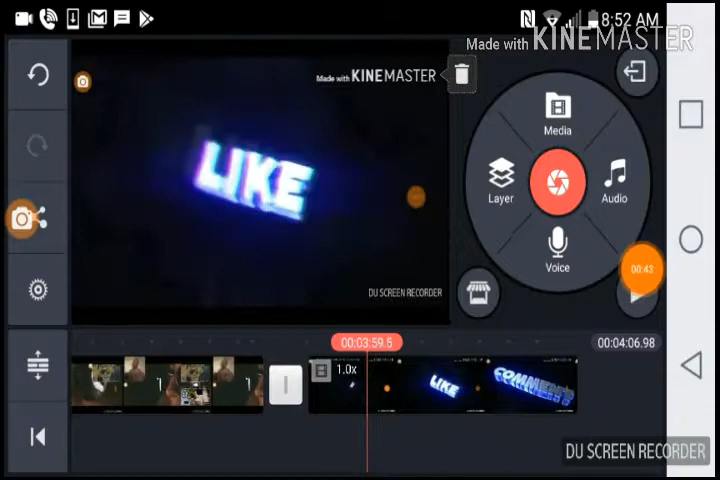 8:52 AM
Made with KINEMASTER
Made with KINEMASTER
LIKE
Media
Layer
Audio
Voice
00:43
DU SCREEN RECORDER
00:03:59.5
00:04:06.98
1.0x
LIKE
COMMENT
DU SCREEN RECORDER